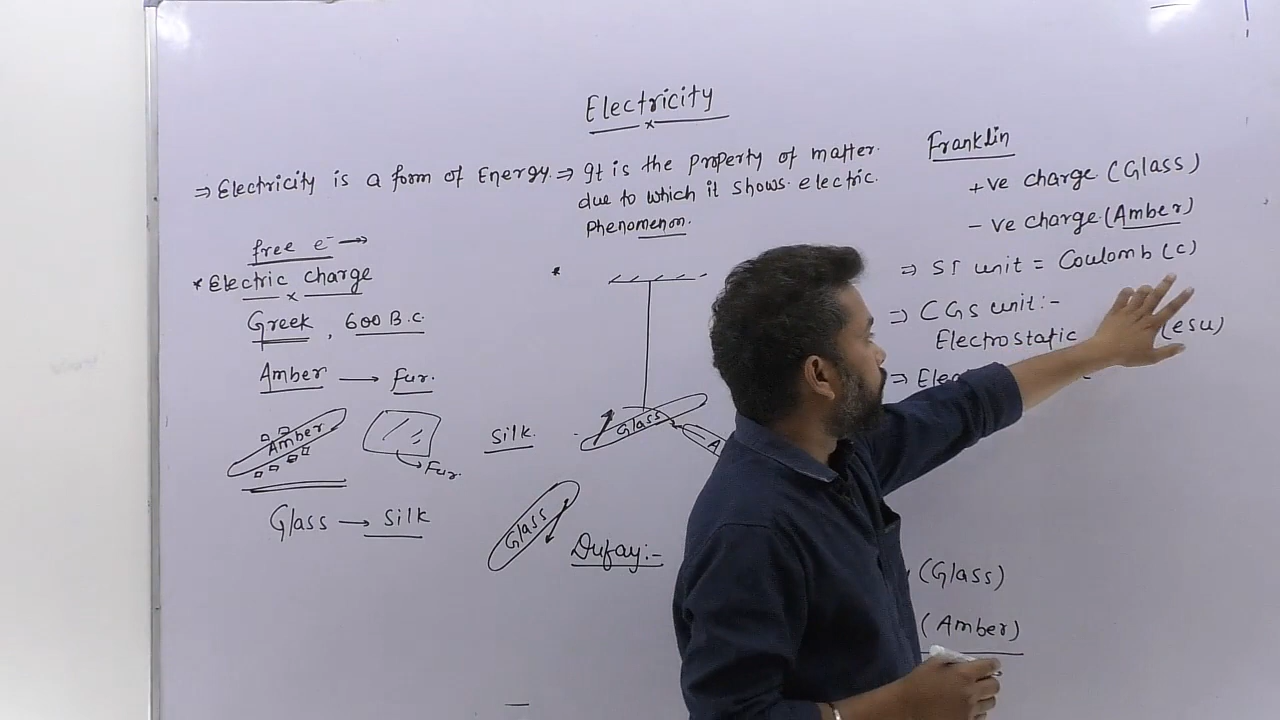 Electricity
⇒ Electricity is a form of Energy.
free e⁻ →
* Electric charge
Greek, 600 B.C.
Amber → Fur.
Amber
Fur.
Glass → silk
⇒ It is the property of matter.
due to which it shows electric.
Phenomenon.
*
silk.
Glass
A
Glass
Dufay:-
Franklin
+ve charge (Glass)
-ve charge (Amber)
⇒ SI unit = Coulomb (c)
⇒ CGS unit:-
Electrostatic (esu)
(Glass)
(Amber)